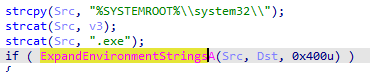 strcpy(Src, "%SYSTEMROOT%\\system32\\");
strcat(Src, v3);
strcat(Src, ".exe");
if ( ExpandEnvironmentStringsA(Src, Dst, 0x400u) )
{